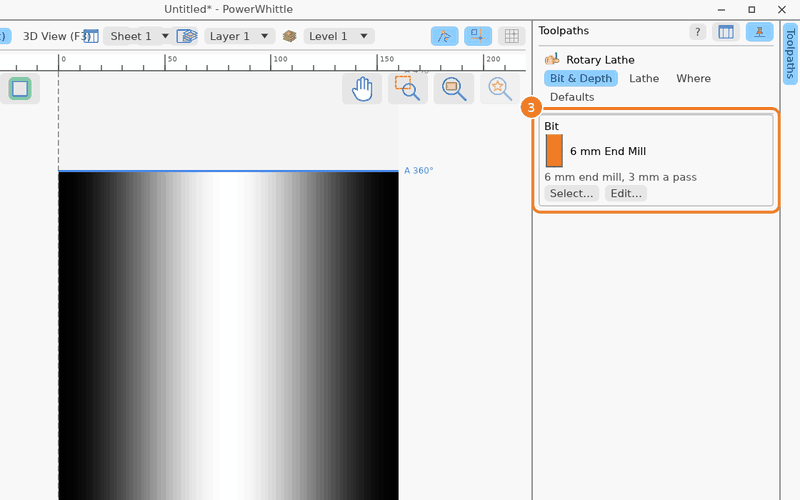 Untitled* - PowerWhittle
3D View (F3)
Sheet 1
Layer 1
Level 1
0
50
100
150
200
A 360°
Toolpaths
?
Toolpaths
Rotary Lathe
Bit & Depth
Lathe
Where
Defaults
3
Bit
6 mm End Mill
6 mm end mill, 3 mm a pass
Select...
Edit...